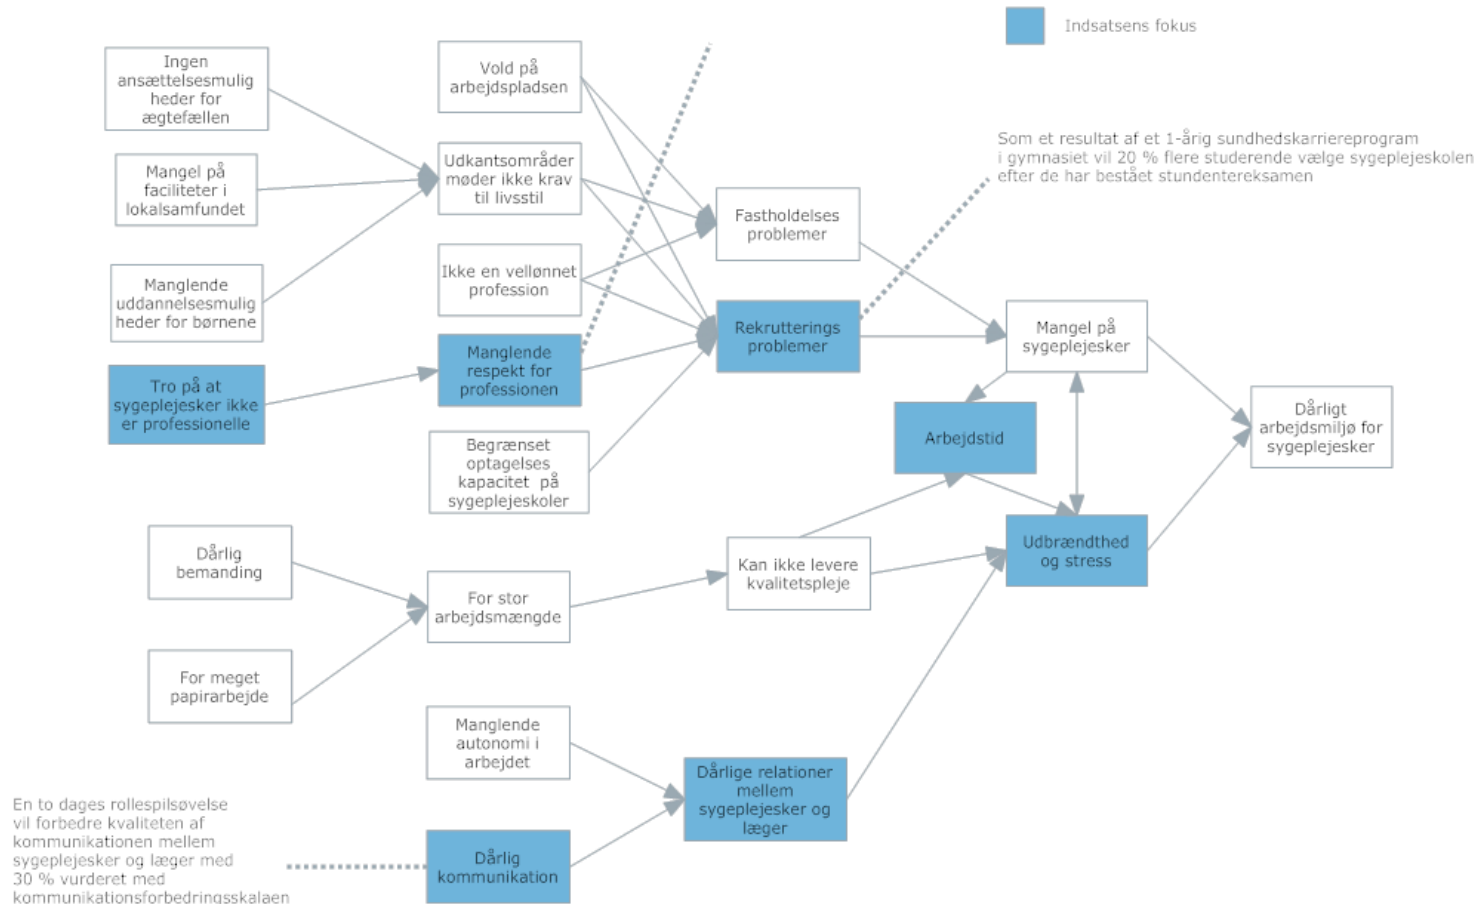 Indsatsens fokus
Ingen
ansættelsesmulig
heder for
ægtefællen
Vold på
arbejdspladsen
Som et resultat af et 1-årig sundhedskarriereprogram
i gymnasiet vil 20 % flere studerende vælge sygeplejeskolen
efter de har bestået stundentereksamen
Mangel på
faciliteter i
lokalsamfundet
Udkantsområder
møder ikke krav
til livsstil
Fastholdelses
problemer
Manglende
uddannelsesmulig
heder for børnene
Ikke en vellønnet
profession
Rekrutterings
problemer
Mangel på
sygeplejesker
Tro på at
sygeplejesker ikke
er professionelle
Manglende
respekt for
professionen
Arbejdstid
Dårligt
arbejdsmiljø for
sygeplejesker
Begrænset
optagelses
kapacitet på
sygeplejeskoler
Dårlig
bemanding
For stor
arbejdsmængde
Kan ikke levere
kvalitetspleje
Udbrændthed
og stress
For meget
papirarbejde
Manglende
autonomi i
arbejdet
Dårlige relationer
mellem
sygeplejesker og
læger
En to dages rollespilsøvelse
vil forbedre kvaliteten af
kommunikationen mellem
sygeplejesker og læger med
30 % vurderet med
kommunikationsforbedringsskalaen
Dårlig
kommunikation